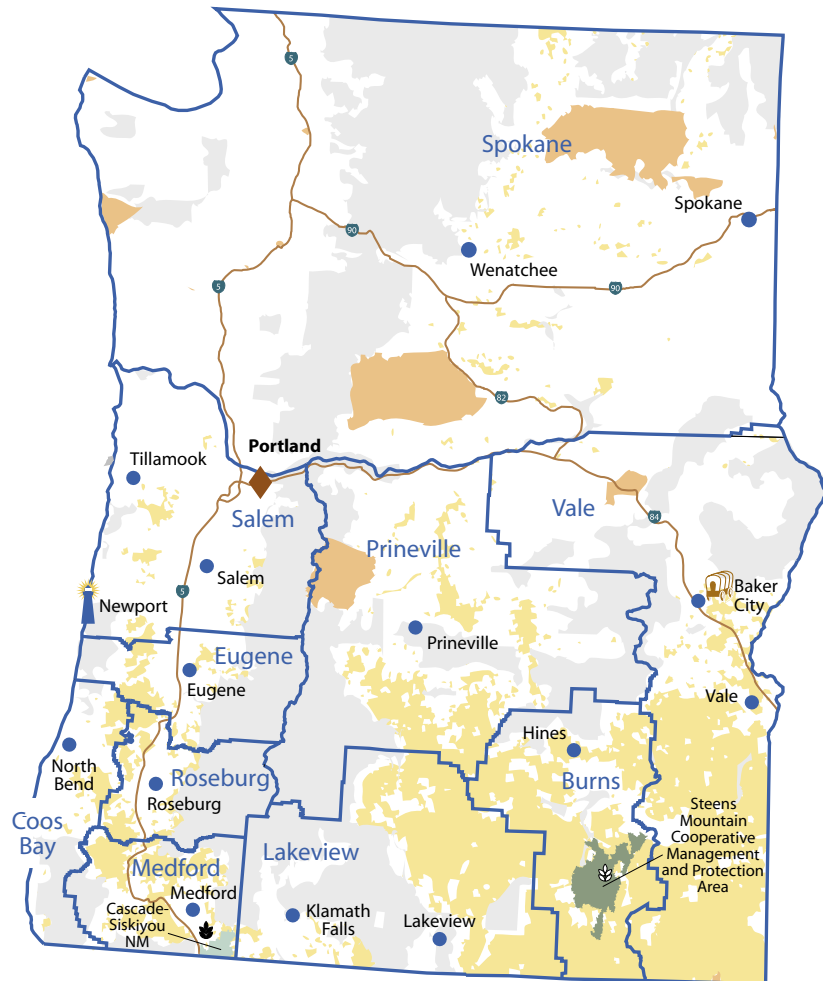 5
Spokane
Spokane
90
Wenatchee
5
90
82
Portland
Tillamook
Salem
Vale
84
Prineville
Salem
5
Baker
City
Newport
Prineville
Eugene
Eugene
Vale
Hines
North
Bend
Roseburg
Roseburg
Burns
Coos
Bay
Steens
Mountain
Cooperative
Management
and Protection
Area
Medford
Lakeview
Medford
Cascade-
Siskiyou
NM
Klamath
Falls
Lakeview